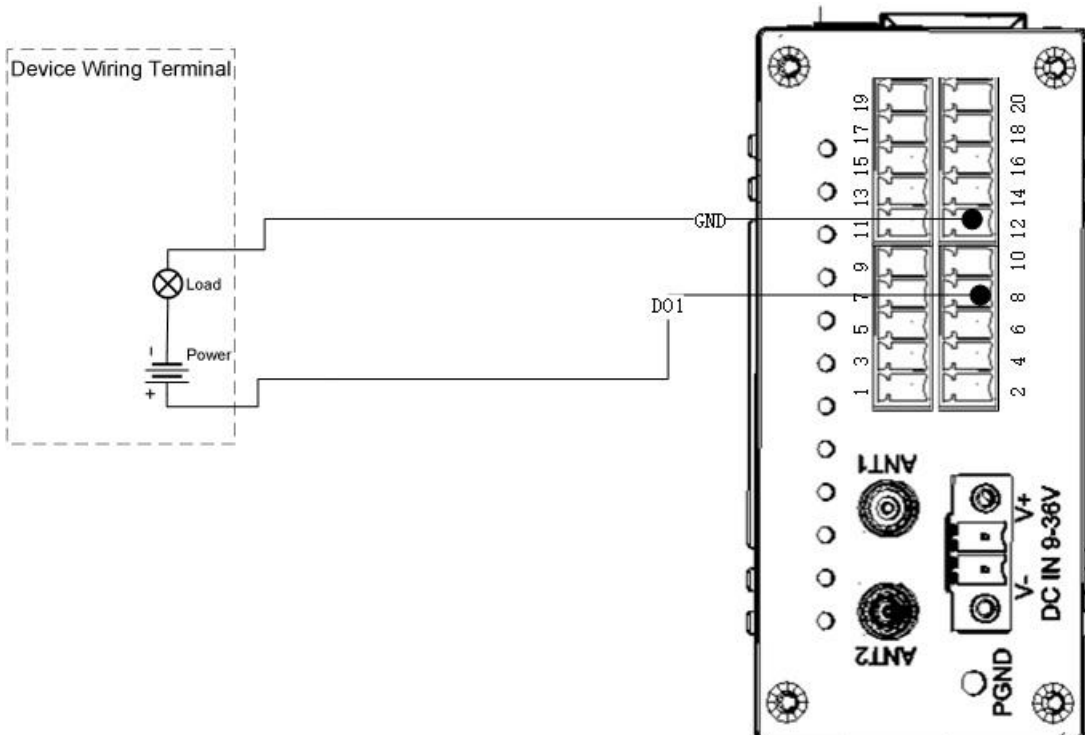 Device Wiring Terminal
GND
Load
Power
-
+
DO1
19
20
17
18
15
16
13
14
11
12
9
10
7
8
5
6
3
4
1
2
ANT1
ANT2
V+
V-
DC IN 9-36V
PGND